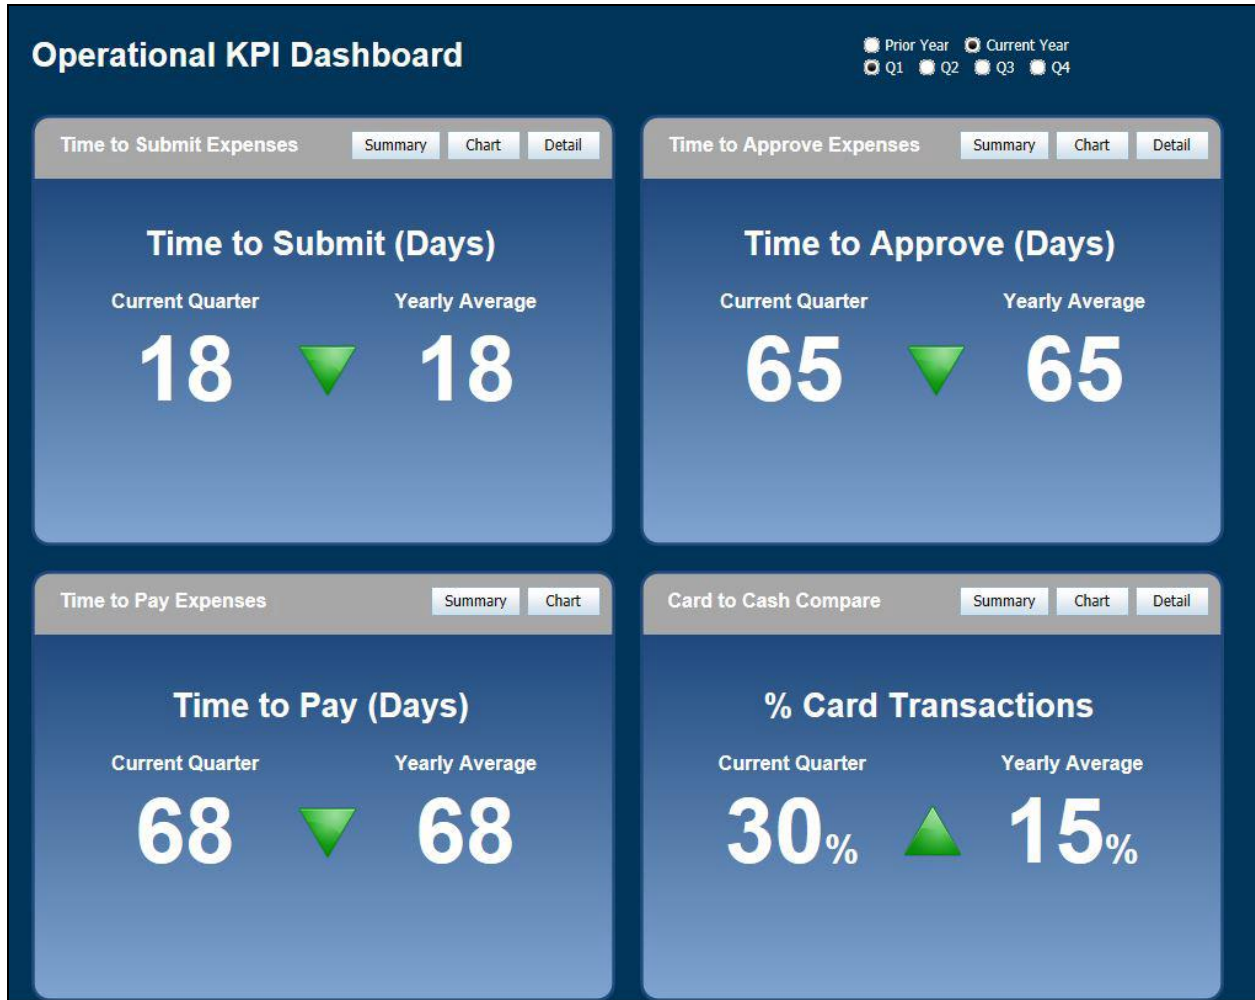 Operational KPI Dashboard
Prior Year Current Year
Q1 Q2 Q3 Q4
Time to Submit Expenses Summary Chart Detail
Time to Submit (Days)
Current Quarter Yearly Average
18 18
Time to Approve Expenses Summary Chart Detail
Time to Approve (Days)
Current Quarter Yearly Average
65 65
Time to Pay Expenses Summary Chart
Time to Pay (Days)
Current Quarter Yearly Average
68 68
Card to Cash Compare Summary Chart Detail
% Card Transactions
Current Quarter Yearly Average
30% 15%